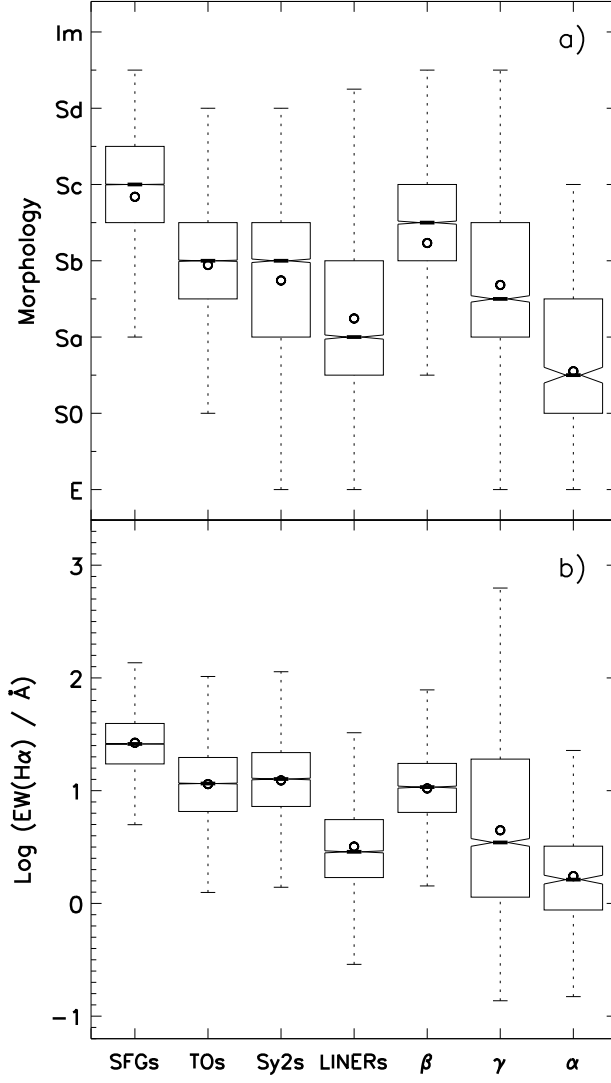 a)
Im
Sd
Sc
Sb
Sa
S0
E
Morphology
b)
3
2
1
0
−1
Log (EW(Hα) / Å)
SFGs TOs Sy2s LINERs β γ α